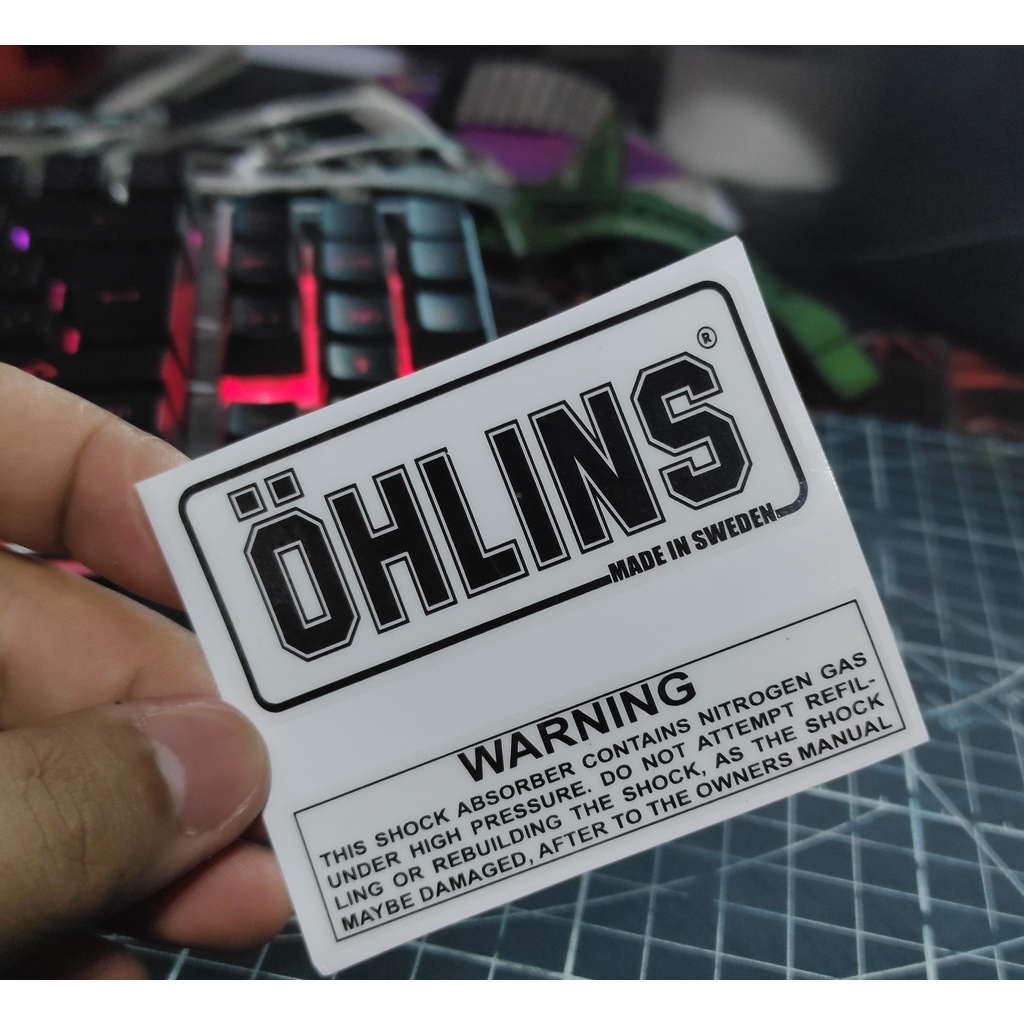 ÖHLINS®
MADE IN SWEDEN
WARNING
THIS SHOCK ABSORBER CONTAINS NITROGEN GAS
UNDER HIGH PRESSURE. DO NOT ATTEMPT REFIL-
LING OR REBUILDING THE SHOCK, AS THE SHOCK
MAYBE DAMAGED, AFTER TO THE OWNERS MANUAL